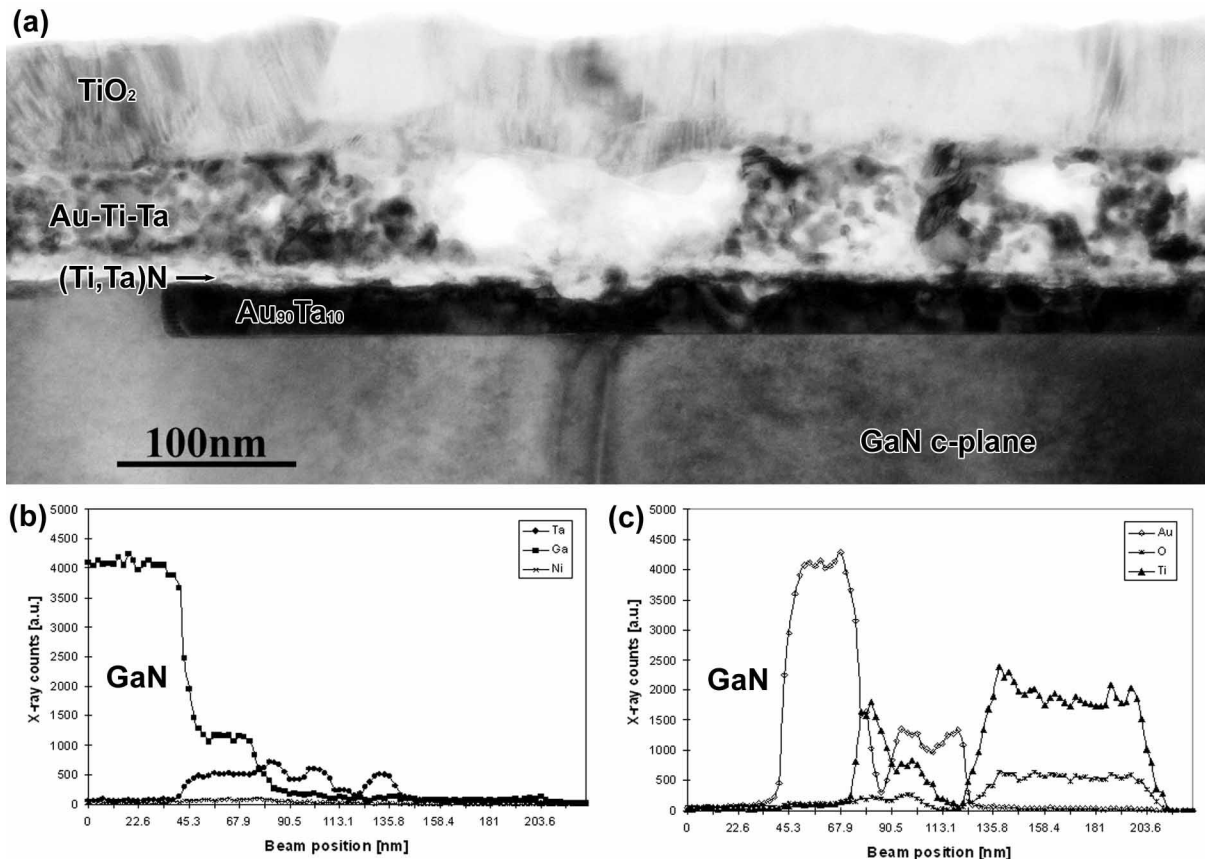 (a)
TiO₂
Au-Ti-Ta
(Ti,Ta)N
Au₉₀Ta₁₀
100nm
GaN c-plane
(b)
5000
4500
4000
3500
3000
2500
2000
1500
1000
500
0
X-ray counts [a.u.]
GaN
Ta
Ga
Ni
0 22.6 45.3 67.9 90.5 113.1 135.8 158.4 181 203.6
Beam position [nm]
(c)
5000
4500
4000
3500
3000
2500
2000
1500
1000
500
0
X-ray counts [a.u.]
GaN
Au
O
Ti
0 22.6 45.3 67.9 90.5 113.1 135.8 158.4 181 203.6
Beam position [nm]